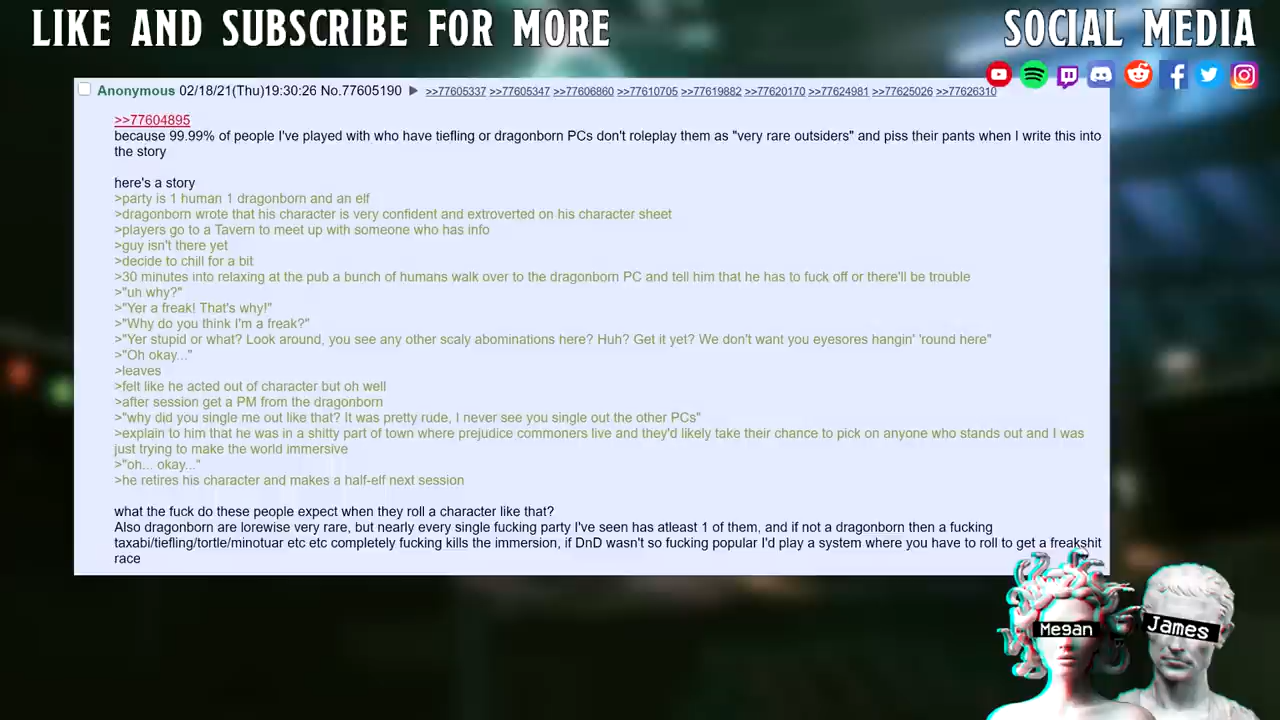 LIKE AND SUBSCRIBE FOR MORE
SOCIAL MEDIA
Anonymous 02/18/21(Thu)19:30:26 No.77605190 ▶ >>77605337 >>77605347 >>77606860 >>77610705 >>77619882 >>77620170 >>77624981 >>77625026 >>77626310
>>77604895
because 99.99% of people I've played with who have tiefling or dragonborn PCs don't roleplay them as "very rare outsiders" and piss their pants when I write this into
the story
here's a story
>party is 1 human 1 dragonborn and an elf
>dragonborn wrote that his character is very confident and extroverted on his character sheet
>players go to a Tavern to meet up with someone who has info
>guy isn't there yet
>decide to chill for a bit
>30 minutes into relaxing at the pub a bunch of humans walk over to the dragonborn PC and tell him that he has to fuck off or there'll be trouble
>"uh why?"
>"Yer a freak! That's why!"
>"Why do you think I'm a freak?"
>"Yer stupid or what? Look around, you see any other scaly abominations here? Huh? Get it yet? We don't want you eyesores hangin' 'round here"
>"Oh okay..."
>leaves
>felt like he acted out of character but oh well
>after session get a PM from the dragonborn
>"why did you single me out like that? It was pretty rude, I never see you single out the other PCs"
>explain to him that he was in a shitty part of town where prejudice commoners live and they'd likely take their chance to pick on anyone who stands out and I was
just trying to make the world immersive
>"oh... okay..."
>he retires his character and makes a half-elf next session
what the fuck do these people expect when they roll a character like that?
Also dragonborn are lorewise very rare, but nearly every single fucking party I've seen has atleast 1 of them, and if not a dragonborn then a fucking
taxabi/tiefling/tortle/minotuar etc etc completely fucking kills the immersion, if DnD wasn't so fucking popular I'd play a system where you have to roll to get a freakshit
race
Megan
James